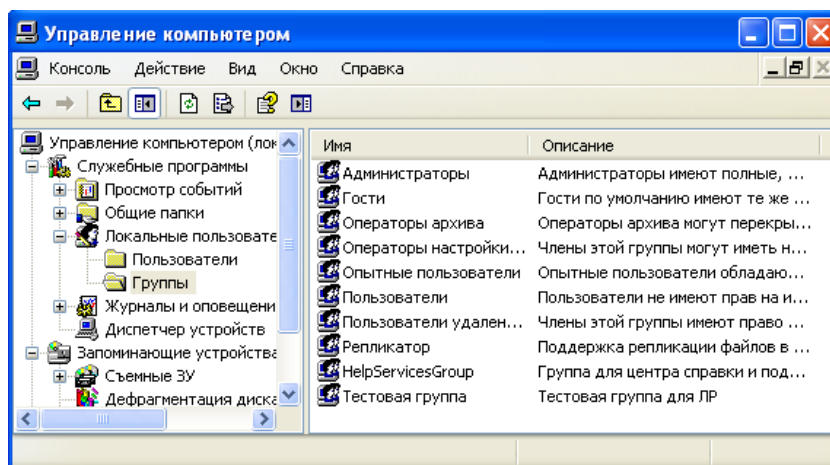 Управление компьютером
Консоль Действие Вид Окно Справка
Управление компьютером (лок
Служебные программы
Просмотр событий
Общие папки
Локальные пользовате
Пользователи
Группы
Журналы и оповещени
Диспетчер устройств
Запоминающие устройства
Съемные ЗУ
Дефрагментация диска
Имя Описание
Администраторы Администраторы имеют полные, ...
Гости Гости по умолчанию имеют те же ...
Операторы архива Операторы архива могут перекры...
Операторы настройки... Члены этой группы могут иметь н...
Опытные пользователи Опытные пользователи обладаю...
Пользователи Пользователи не имеют прав на и...
Пользователи удален... Члены этой группы имеют право ...
Репликатор Поддержка репликации файлов в ...
HelpServicesGroup Группа для центра справки и под...
Тестовая группа Тестовая группа для ЛР